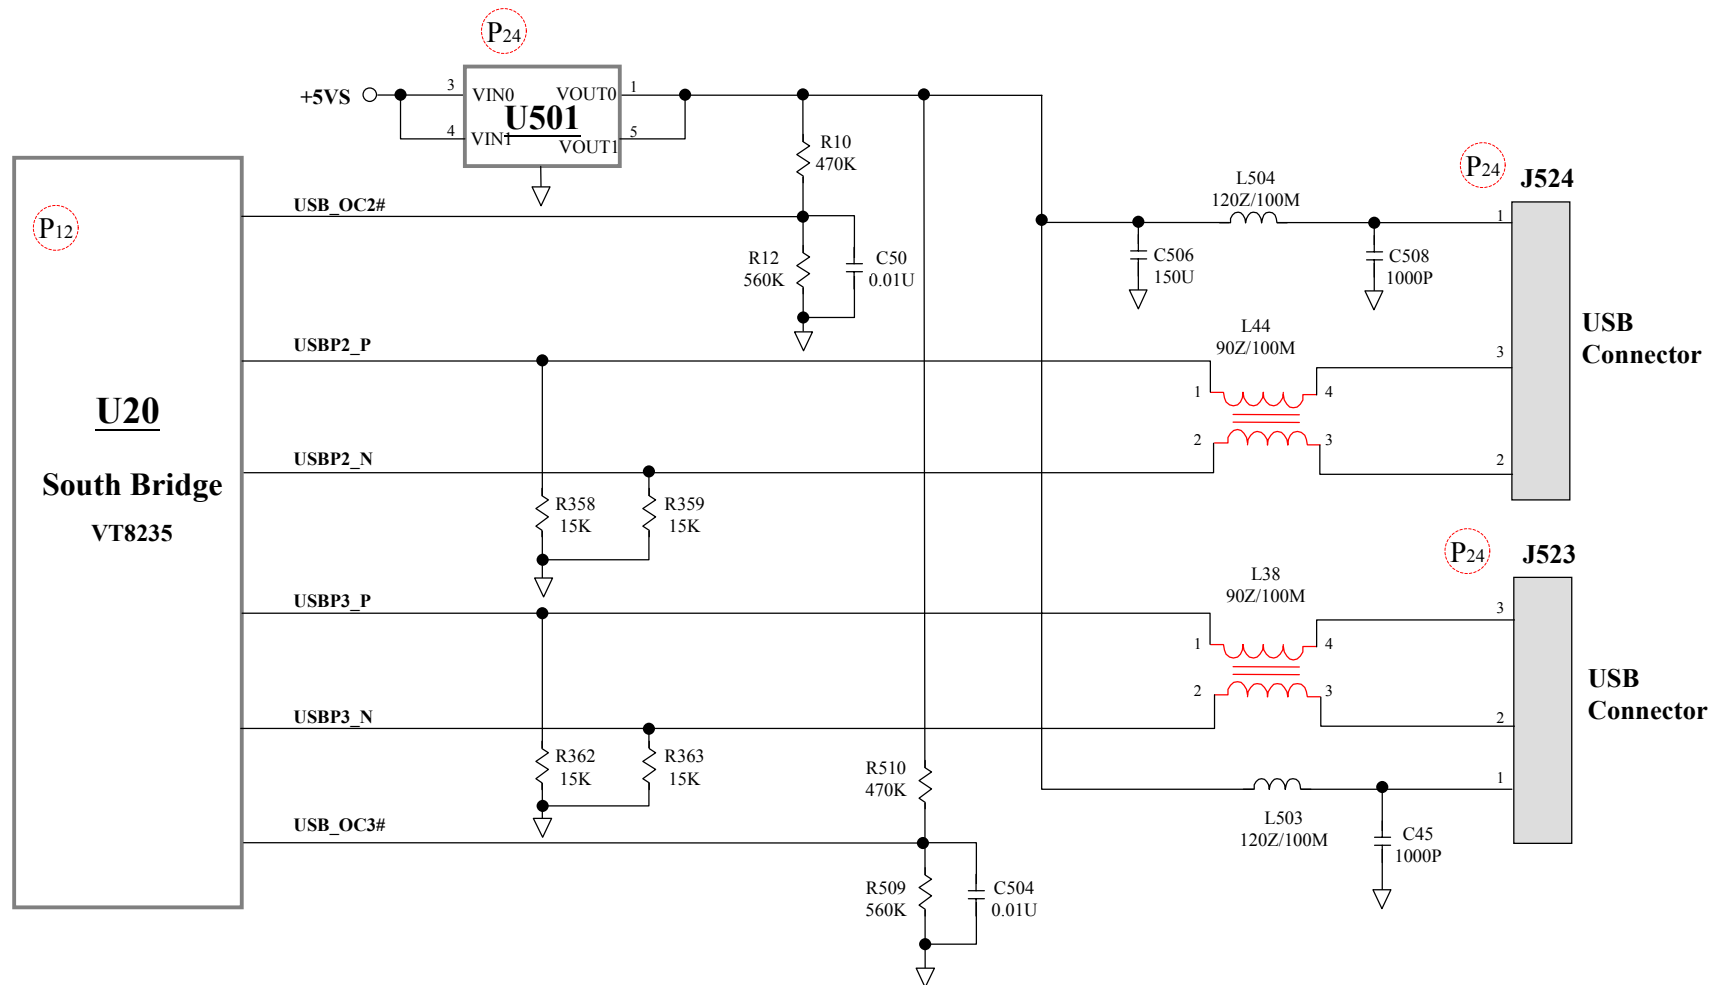 P24
+5VS
3
VIN0
VOUT0
1
U501
4
VIN1
VOUT1
5
R10
470K
P24
J524
L504
120Z/100M
1
P12
USB_OC2#
R12
560K
C50
0.01U
C506
150U
C508
1000P
USB
Connector
USBP2_P
L44
90Z/100M
3
1
4
U20
2
3
South Bridge
VT8235
USBP2_N
2
R358
15K
R359
15K
P24
J523
USBP3_P
L38
90Z/100M
3
1
4
2
3
USB
Connector
USBP3_N
2
R362
15K
R363
15K
R510
470K
1
L503
120Z/100M
C45
1000P
USB_OC3#
R509
560K
C504
0.01U